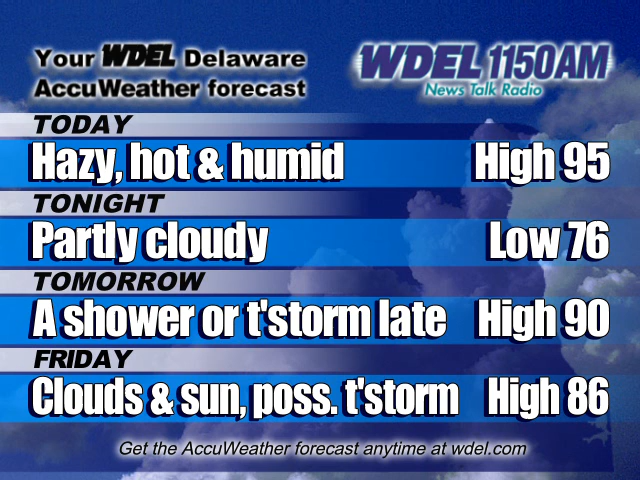 Your WDEL Delaware
AccuWeather forecast
WDEL 1150AM
News Talk Radio
TODAY
Hazy, hot & humid High 95
TONIGHT
Partly cloudy Low 76
TOMORROW
A shower or t'storm late High 90
FRIDAY
Clouds & sun, poss. t'storm High 86
Get the AccuWeather forecast anytime at wdel.com